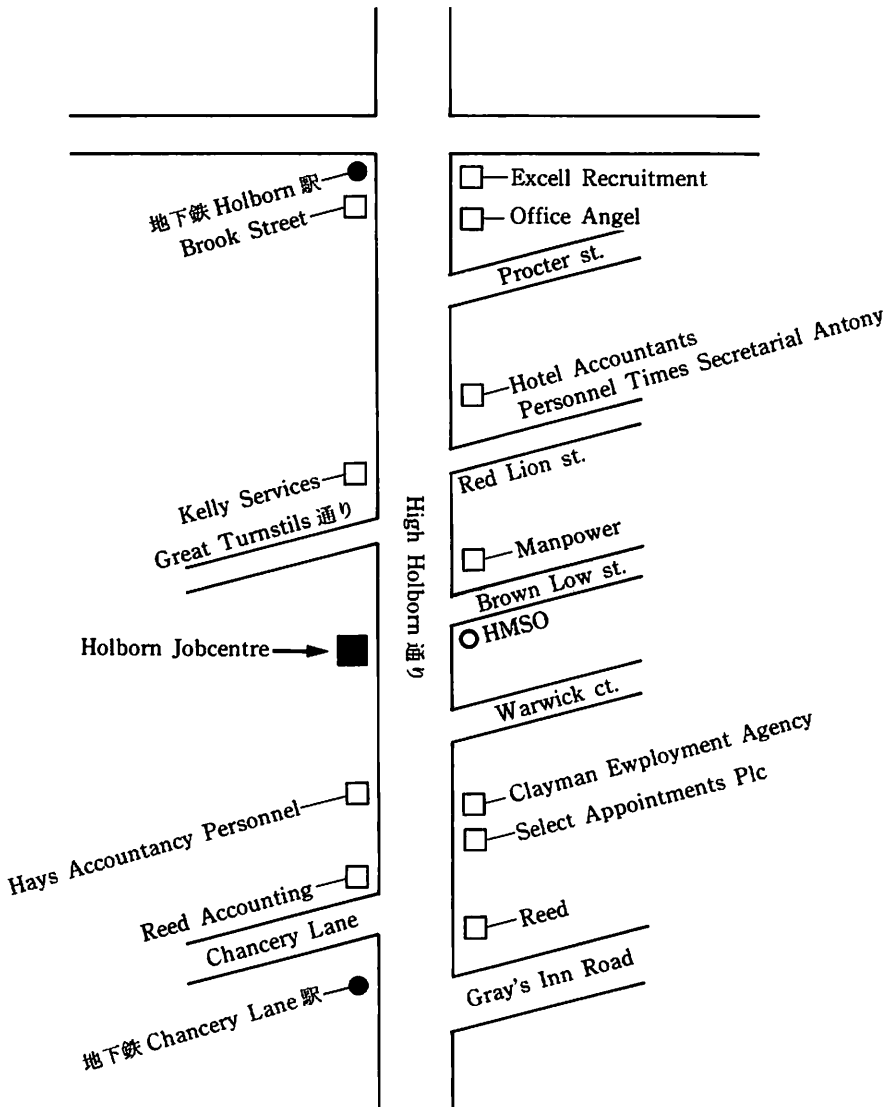 地下鉄 Holborn 駅
Brook Street
Excell Recruitment
Office Angel
Procter st.
Hotel Accountants
Personnel Times Secretarial Antony
Red Lion st.
Kelly Services
Great Turnstils 通り
High Holborn 通り
Manpower
Brown Low st.
HMSO
Holborn Jobcentre
Warwick ct.
Clayman Ewployment Agency
Select Appointments Plc
Hays Accountancy Personnel
Reed Accounting
Reed
Chancery Lane
Gray's Inn Road
地下鉄 Chancery Lane 駅